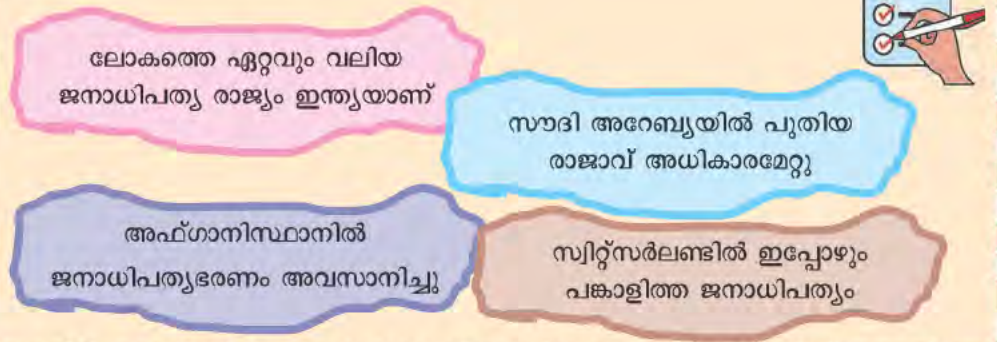 ലോകത്തെ ഏറ്റവും വലിയ
ജനാധിപത്യ രാജ്യം ഇന്ത്യയാണ്
സൗദി അറേബ്യയിൽ പുതിയ
രാജാവ് അധികാരമേറ്റു
അഫ്ഗാനിസ്ഥാനിൽ
ജനാധിപത്യഭരണം അവസാനിച്ചു
സ്വിറ്റ്സർലണ്ടിൽ ഇപ്പോഴും
പങ്കാളിത്ത ജനാധിപത്യം